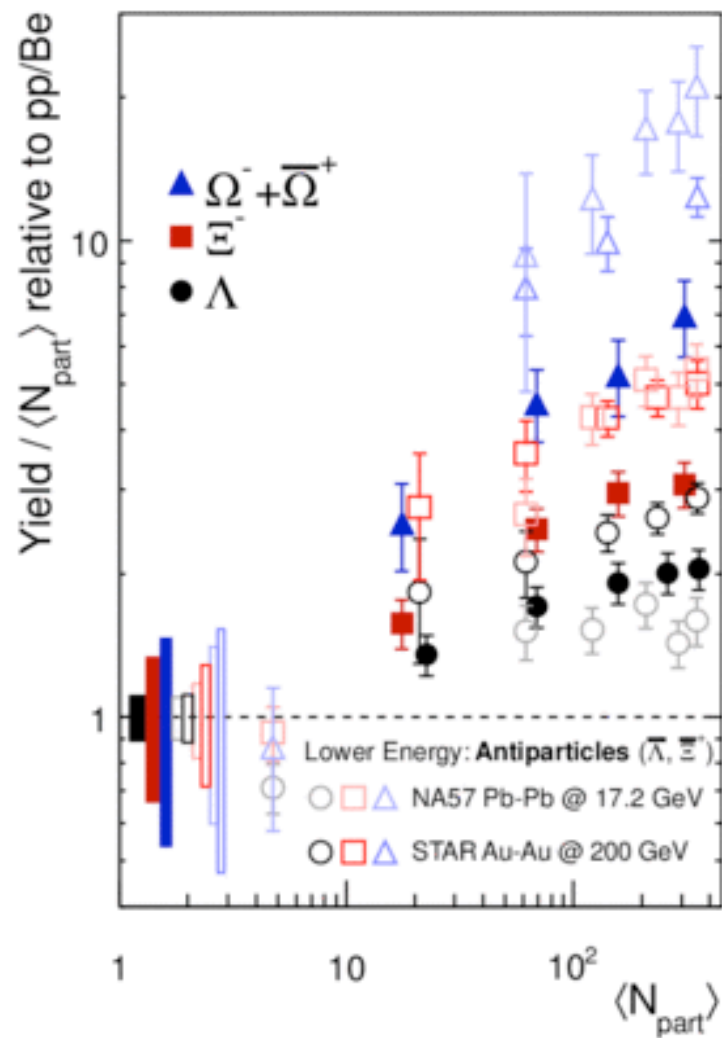 Yield / ⟨N_part⟩ relative to pp/Be
Ω⁻+Ω̅⁺
Ξ⁻
Λ
10
1
Lower Energy: Antiparticles (Λ̅, Ξ̅⁺)
NA57 Pb-Pb @ 17.2 GeV
STAR Au-Au @ 200 GeV
1
10
10²
⟨N_part⟩